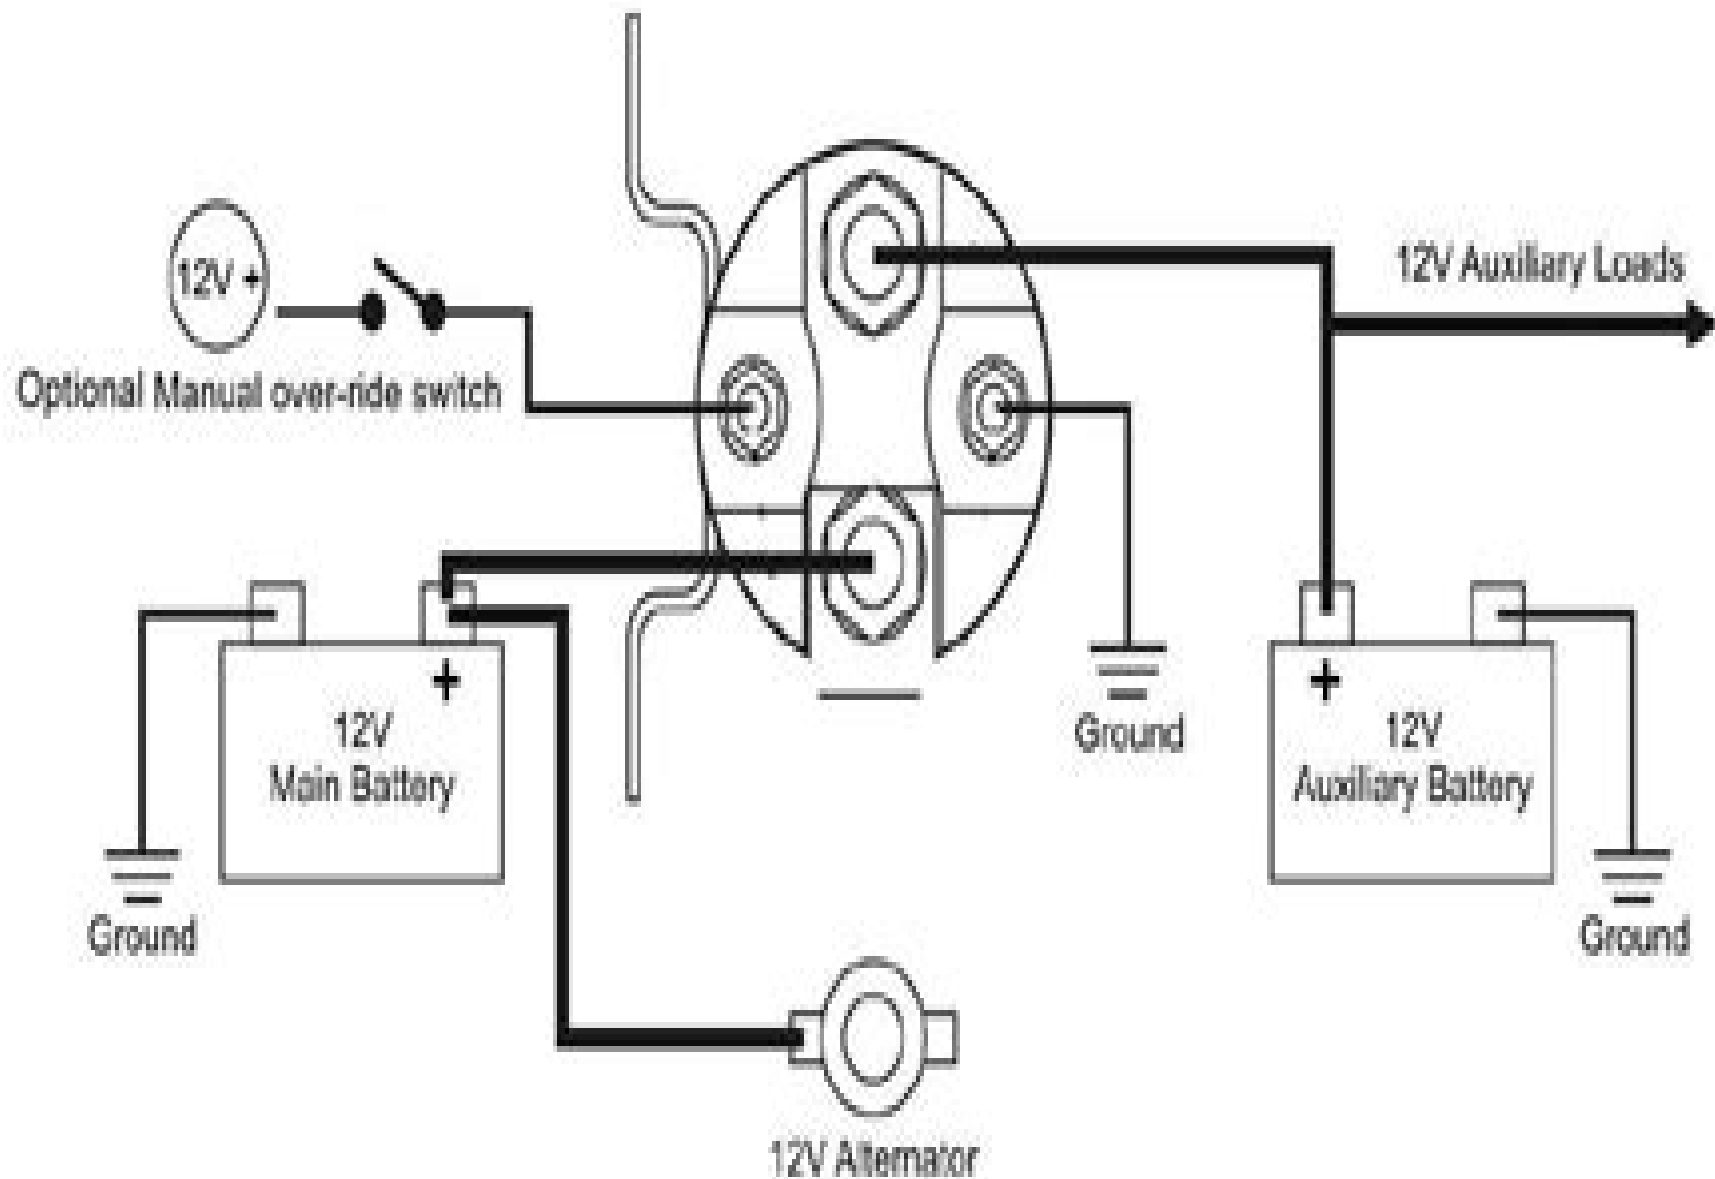 12V +
Optional Manual over-ride switch
12V Auxiliary Loads
+
12V
Main Battery
Ground
Ground
+
12V
Auxiliary Battery
Ground
12V Alternator